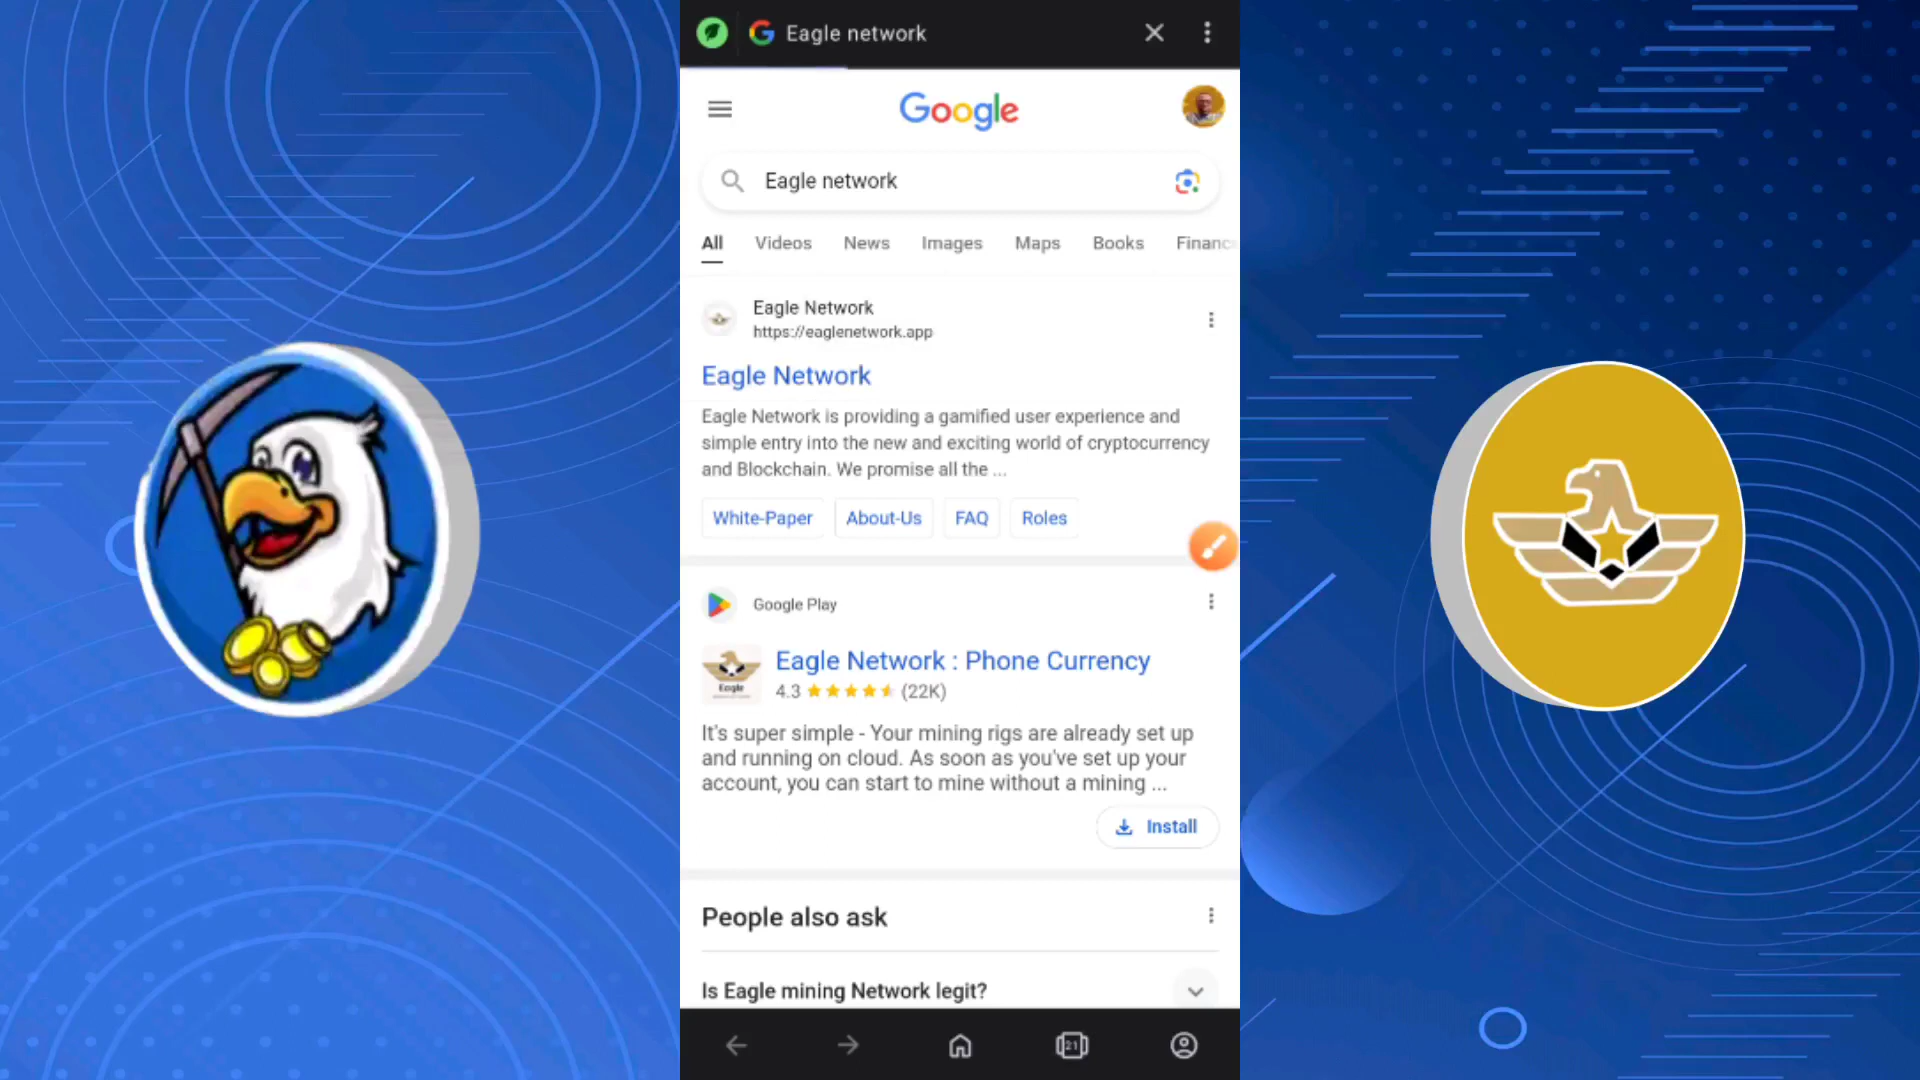 Eagle network
Google
Eagle network
All Videos News Images Maps Books Financ
Eagle Network
https://eaglenetwork.app
Eagle Network
Eagle Network is providing a gamified user experience and
simple entry into the new and exciting world of cryptocurrency
and Blockchain. We promise all the ...
White-Paper About-Us FAQ Roles
Google Play
Eagle Network : Phone Currency
Eagle
4.3 (22K)
It's super simple - Your mining rigs are already set up
and running on cloud. As soon as you've set up your
account, you can start to mine without a mining ...
Install
People also ask
Is Eagle mining Network legit?
21